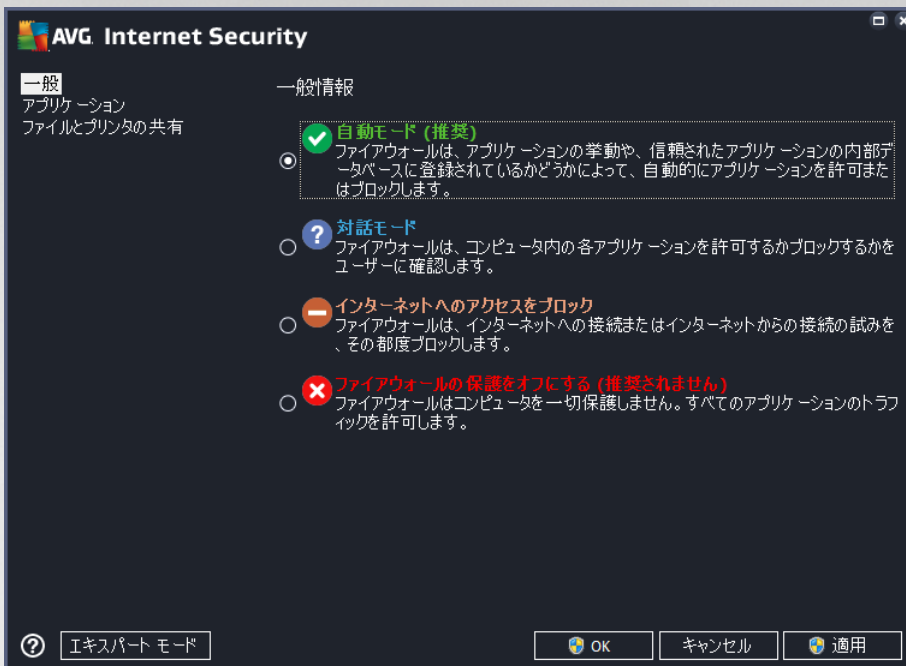 AVG Internet Security
一般
アプリケーション
ファイルとプリンタの共有
一般情報
自動モード (推奨)
ファイアウォールは、アプリケーションの挙動や、信頼されたアプリケーションの内部デ
ータベースに登録されているかどうかによって、自動的にアプリケーションを許可また
はブロックします。
対話モード
ファイアウォールは、コンピュータ内の各アプリケーションを許可するかブロックするかを
ユーザーに確認します。
インターネットへのアクセスをブロック
ファイアウォールは、インターネットへの接続またはインターネットからの接続の試みを
、その都度ブロックします。
ファイアウォールの保護をオフにする (推奨されません)
ファイアウォールはコンピュータを一切保護しません。すべてのアプリケーションのトラフ
ィックを許可します。
エキスパート モード
OK
キャンセル
適用